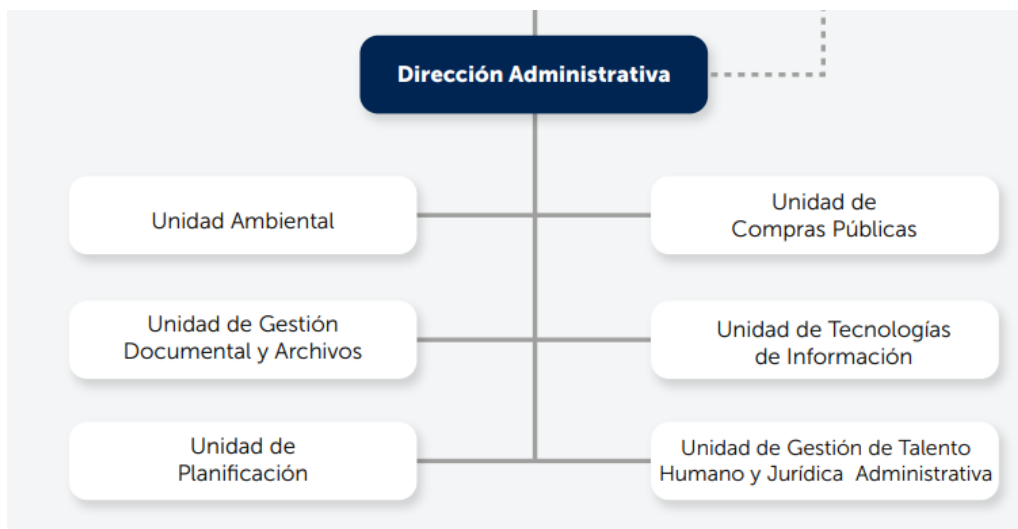 Dirección Administrativa
Unidad Ambiental
Unidad de
Compras Públicas
Unidad de Gestión
Documental y Archivos
Unidad de Tecnologías
de Información
Unidad de
Planificación
Unidad de Gestión de Talento
Humano y Jurídica Administrativa